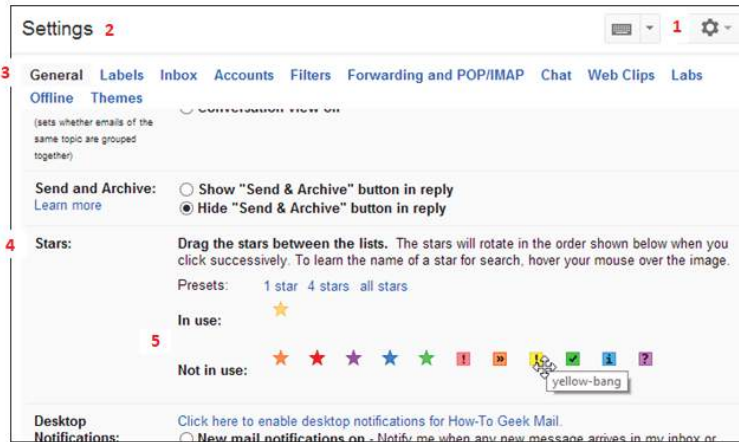 Settings 2 1
3 General Labels Inbox Accounts Filters Forwarding and POP/IMAP Chat Web Clips Labs
Offline Themes
Conversation view off
(sets whether emails of the
same topic are grouped
together)
Send and Archive: Show "Send & Archive" button in reply
Learn more Hide "Send & Archive" button in reply
4 Stars: Drag the stars between the lists. The stars will rotate in the order shown below when you
click successively. To learn the name of a star for search, hover your mouse over the image.
Presets: 1 star 4 stars all stars
In use:
5
Not in use: ! » ! i ?
yellow-bang
Desktop Click here to enable desktop notifications for How-To Geek Mail.
Notifications: New mail notifications on - Notify me when any new message arrives in my inbox or